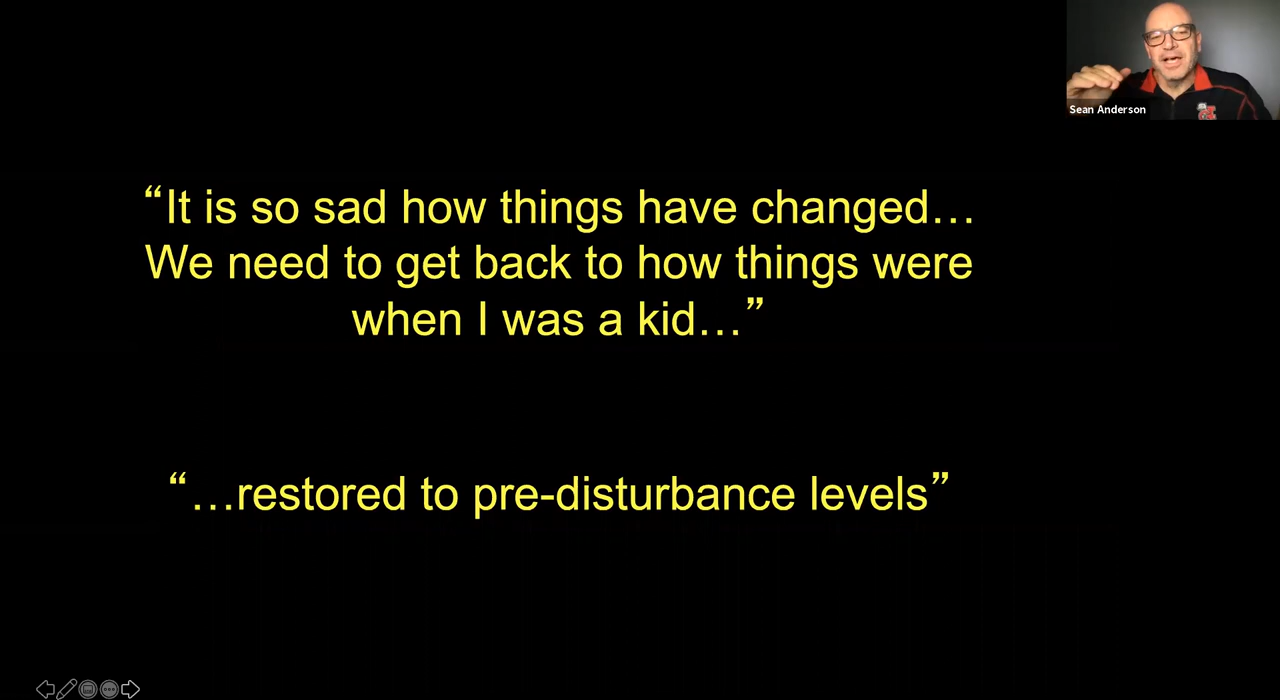 Sean Anderson
“It is so sad how things have changed…
We need to get back to how things were
when I was a kid…”
“…restored to pre-disturbance levels”